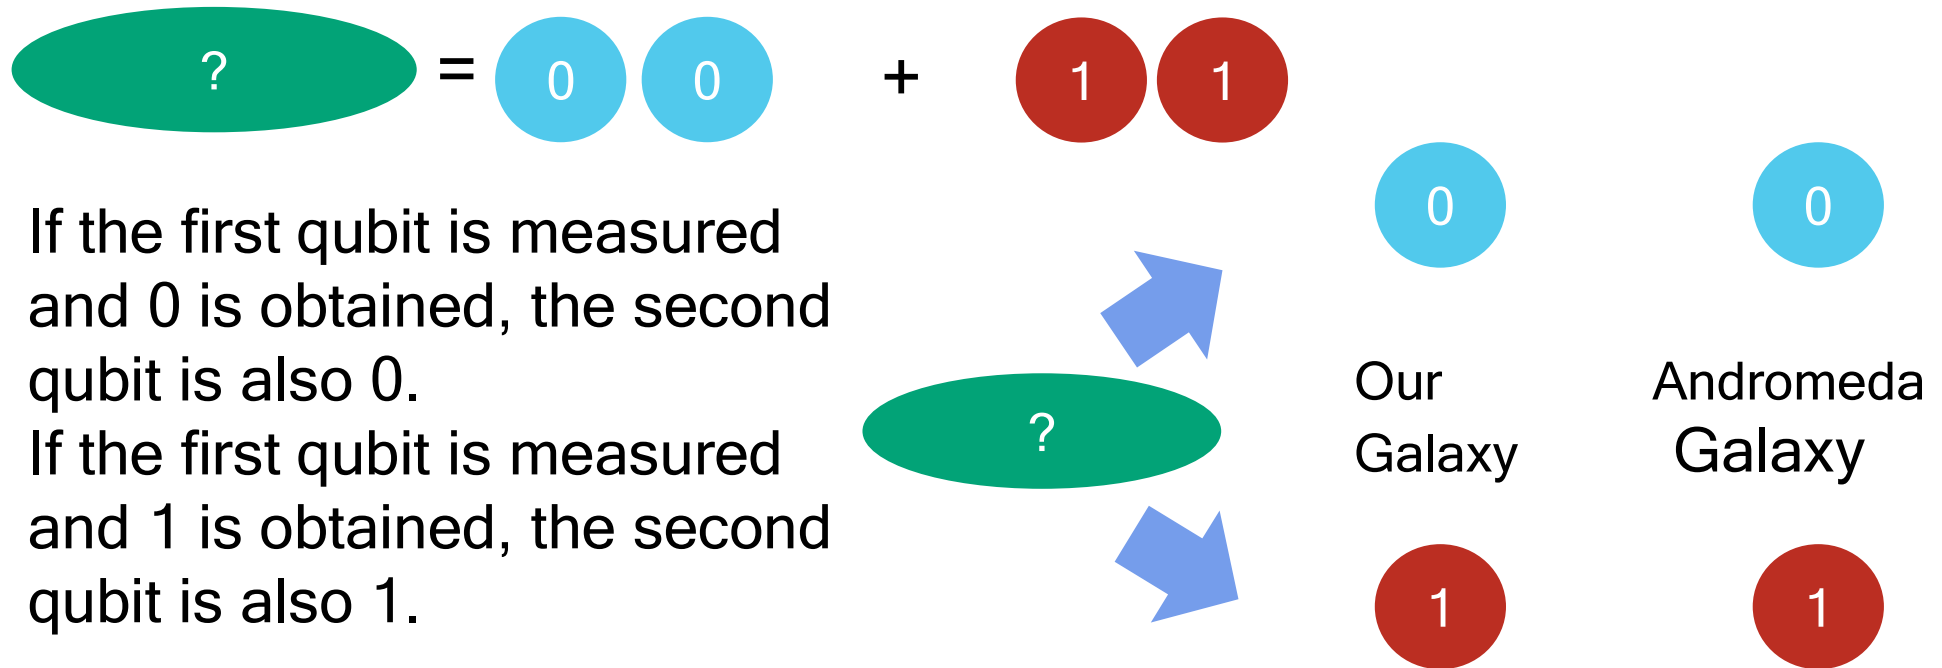 ? = 0 0 + 1 1
If the first qubit is measured
and 0 is obtained, the second
qubit is also 0.
If the first qubit is measured
and 1 is obtained, the second
qubit is also 1.
?
0 0
Our Andromeda
Galaxy Galaxy
1 1